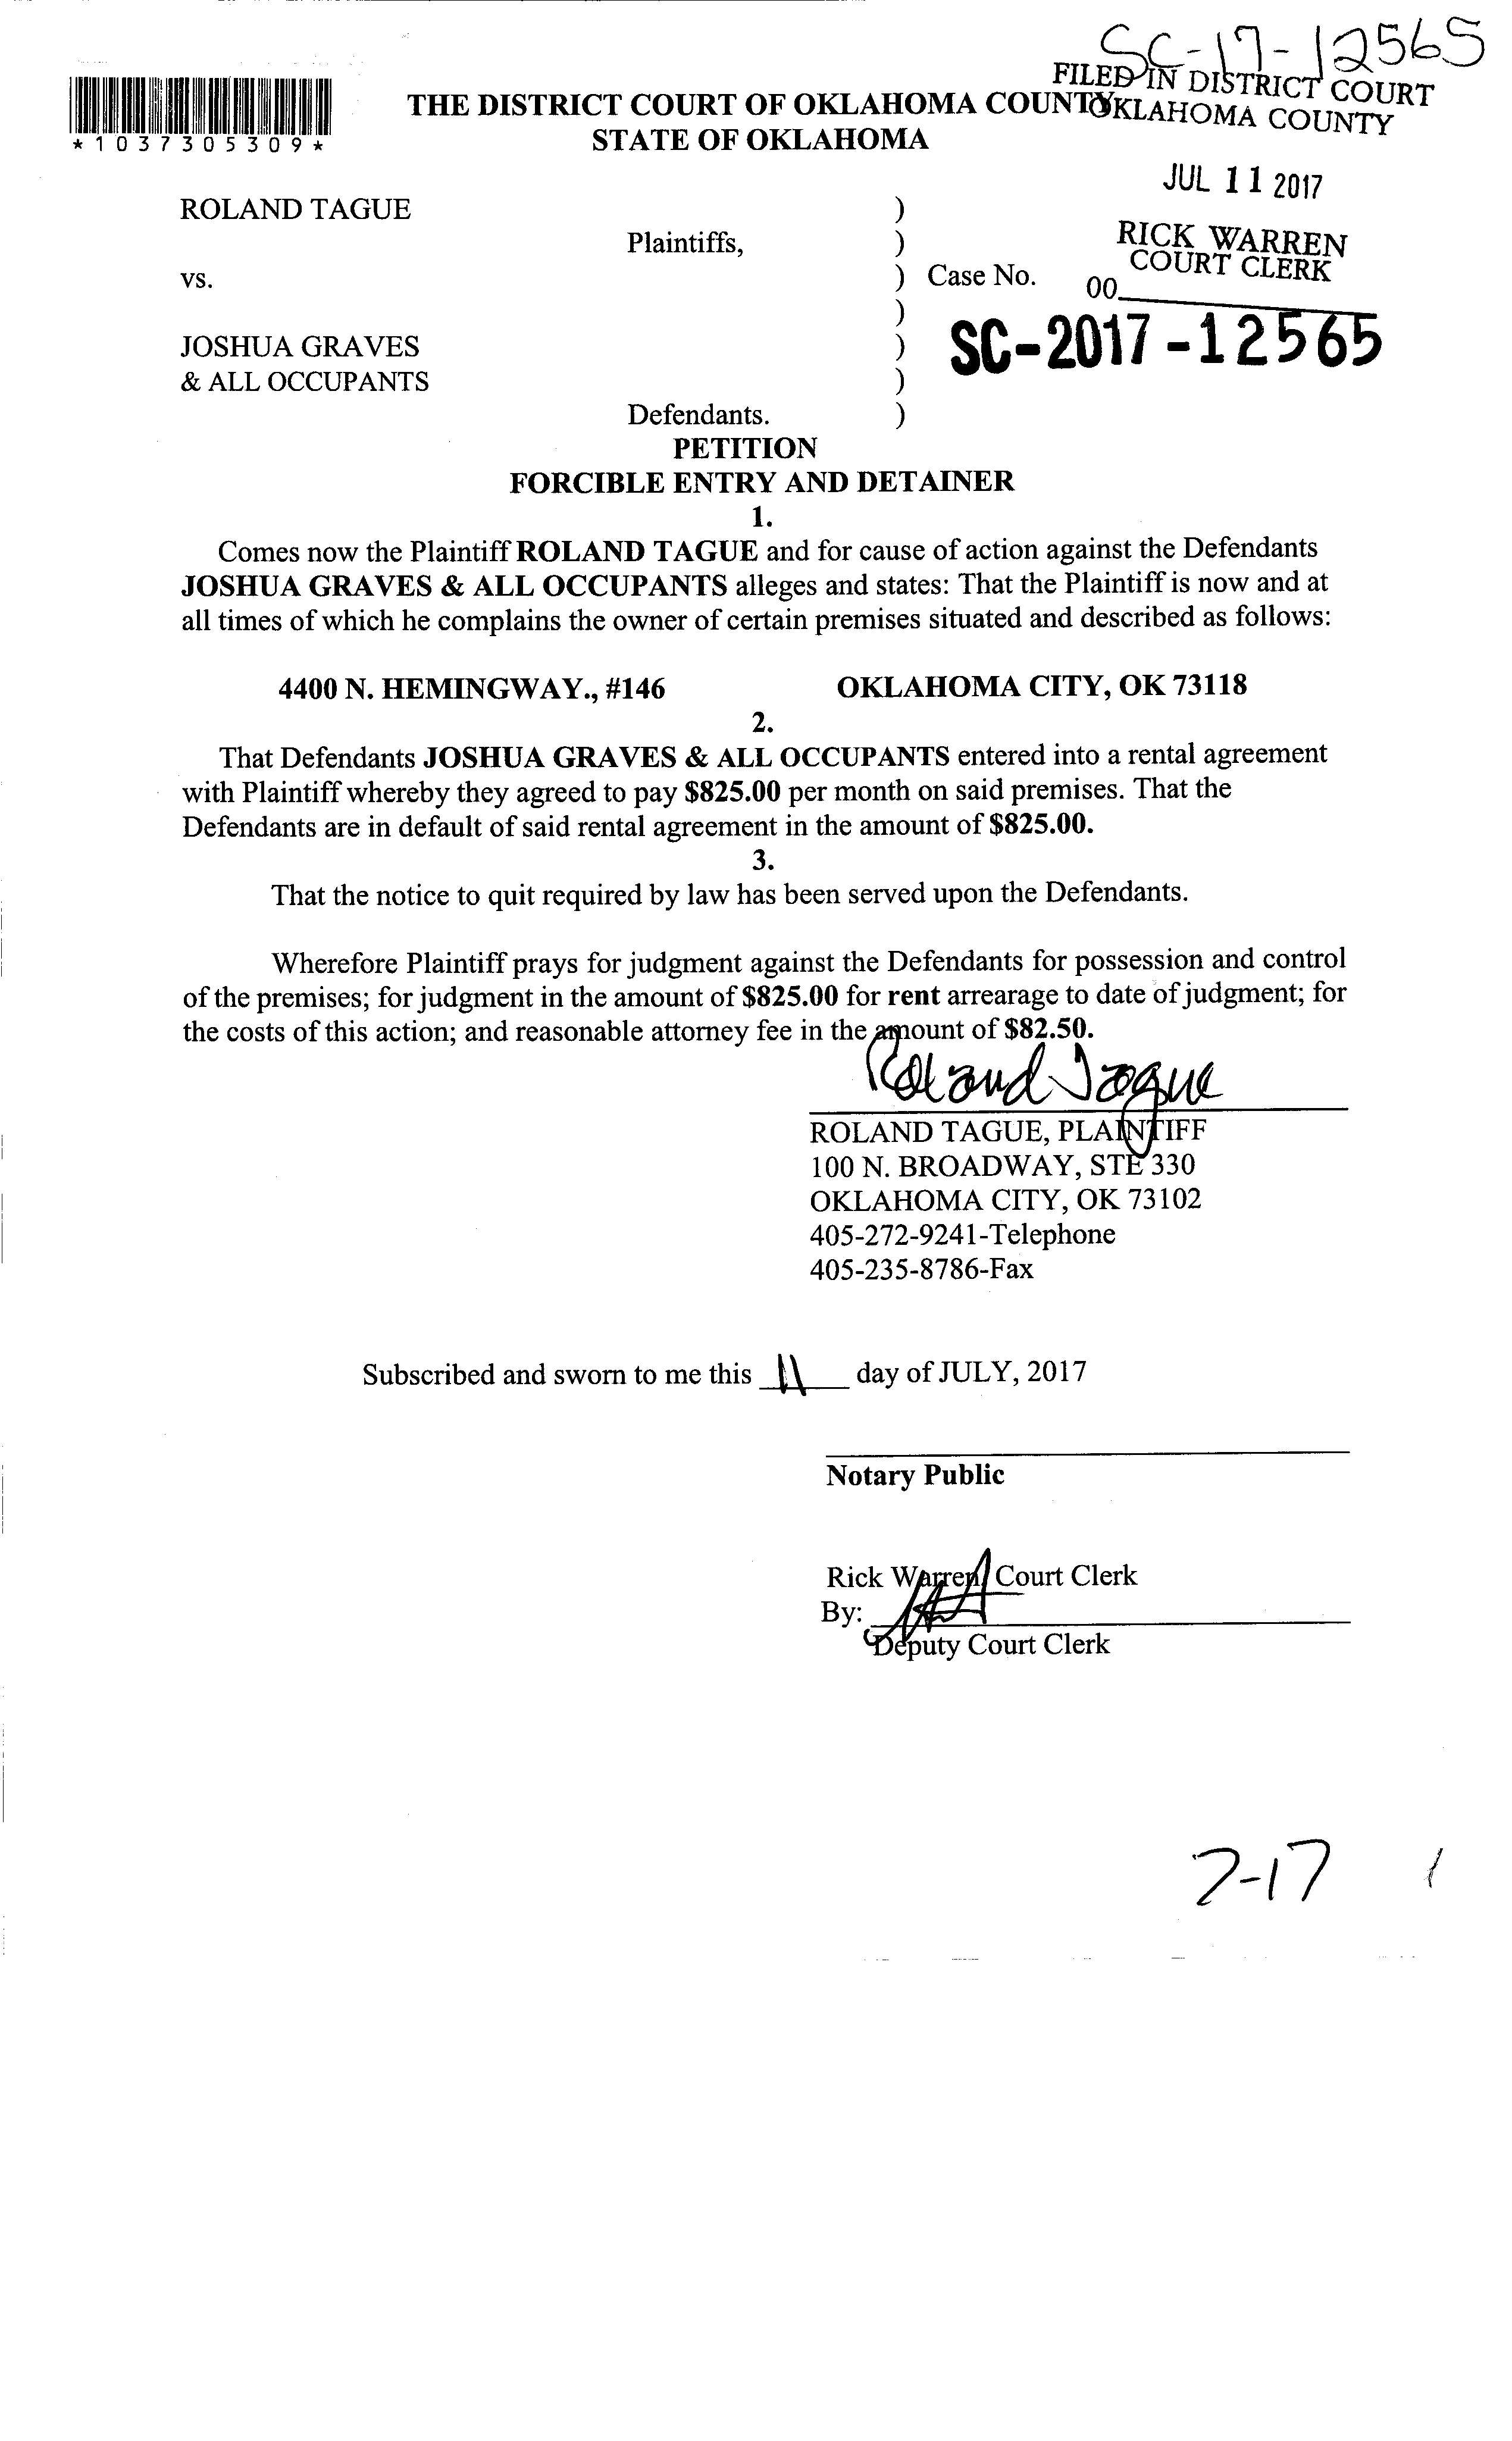 SC-17-12565
FILED IN DISTRICT COURT
OKLAHOMA COUNTY
*1037305309*
THE DISTRICT COURT OF OKLAHOMA COUNTY
STATE OF OKLAHOMA
JUL 11 2017
RICK WARREN
COURT CLERK
ROLAND TAGUE )
Plaintiffs, )
vs. ) Case No. 00
)
SC-2017-12565
JOSHUA GRAVES )
& ALL OCCUPANTS )
Defendants. )
PETITION
FORCIBLE ENTRY AND DETAINER
1.
Comes now the Plaintiff ROLAND TAGUE and for cause of action against the Defendants
JOSHUA GRAVES & ALL OCCUPANTS alleges and states: That the Plaintiff is now and at
all times of which he complains the owner of certain premises situated and described as follows:
4400 N. HEMINGWAY., #146 OKLAHOMA CITY, OK 73118
2.
That Defendants JOSHUA GRAVES & ALL OCCUPANTS entered into a rental agreement
with Plaintiff whereby they agreed to pay $825.00 per month on said premises. That the
Defendants are in default of said rental agreement in the amount of $825.00.
3.
That the notice to quit required by law has been served upon the Defendants.
Wherefore Plaintiff prays for judgment against the Defendants for possession and control
of the premises; for judgment in the amount of $825.00 for rent arrearage to date of judgment; for
the costs of this action; and reasonable attorney fee in the amount of $82.50.
Roland Tague
ROLAND TAGUE, PLAINTIFF
100 N. BROADWAY, STE 330
OKLAHOMA CITY, OK 73102
405-272-9241-Telephone
405-235-8786-Fax
Subscribed and sworn to me this 11 day of JULY, 2017
Notary Public
Rick Warren, Court Clerk
By:
Deputy Court Clerk
7-17